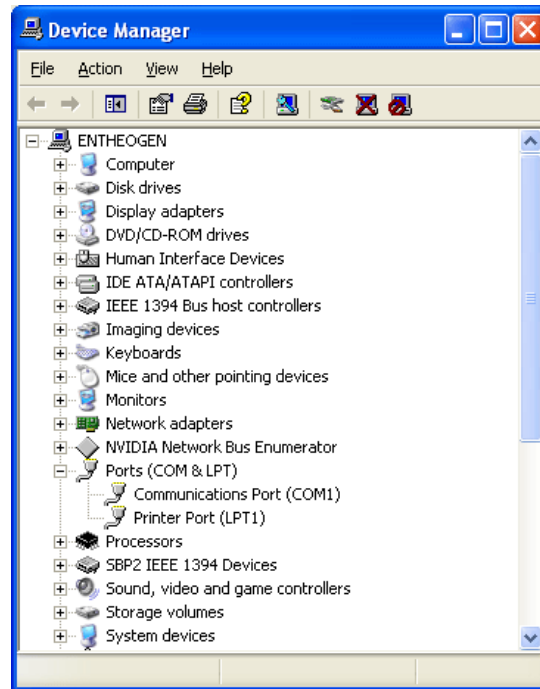 Device Manager
File Action View Help
ENTHEOGEN
Computer
Disk drives
Display adapters
DVD/CD-ROM drives
Human Interface Devices
IDE ATA/ATAPI controllers
IEEE 1394 Bus host controllers
Imaging devices
Keyboards
Mice and other pointing devices
Monitors
Network adapters
NVIDIA Network Bus Enumerator
Ports (COM & LPT)
Communications Port (COM1)
Printer Port (LPT1)
Processors
SBP2 IEEE 1394 Devices
Sound, video and game controllers
Storage volumes
System devices